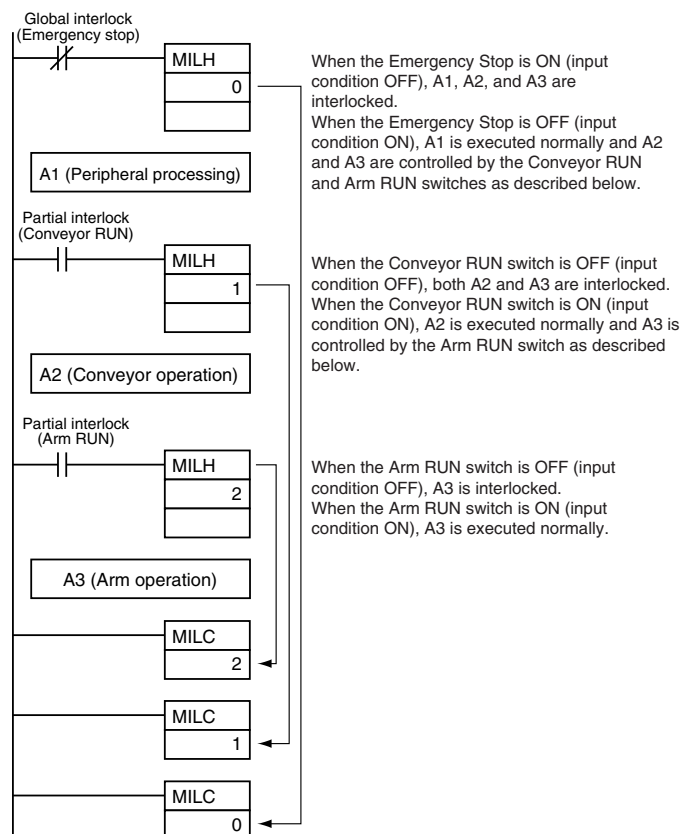 Global interlock
(Emergency stop)
MILH
0
When the Emergency Stop is ON (input
condition OFF), A1, A2, and A3 are
interlocked.
When the Emergency Stop is OFF (input
condition ON), A1 is executed normally and A2
and A3 are controlled by the Conveyor RUN
and Arm RUN switches as described below.
A1 (Peripheral processing)
Partial interlock
(Conveyor RUN)
MILH
1
When the Conveyor RUN switch is OFF (input
condition OFF), both A2 and A3 are interlocked.
When the Conveyor RUN switch is ON (input
condition ON), A2 is executed normally and A3 is
controlled by the Arm RUN switch as described
below.
A2 (Conveyor operation)
Partial interlock
(Arm RUN)
MILH
2
When the Arm RUN switch is OFF (input
condition OFF), A3 is interlocked.
When the Arm RUN switch is ON (input
condition ON), A3 is executed normally.
A3 (Arm operation)
MILC
2
MILC
1
MILC
0